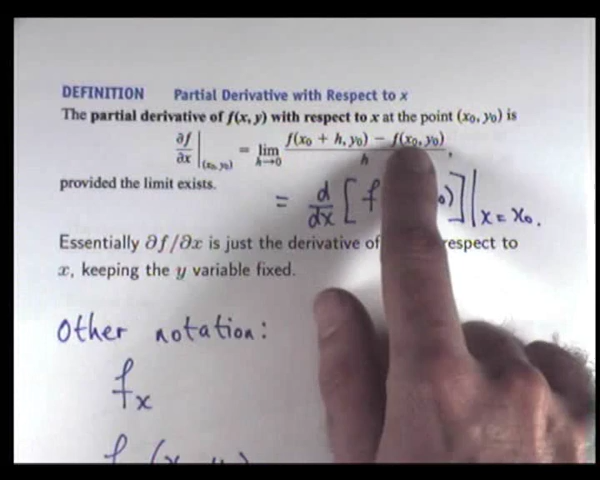 DEFINITION Partial Derivative with Respect to x
The partial derivative of f(x, y) with respect to x at the point (x₀, y₀) is
∂f/∂x |(x₀, y₀) = lim h→0 f(x₀ + h, y₀) − f(x₀, y₀) / h ,
provided the limit exists.
= d/dx [f )]|x = x₀.
Essentially ∂f/∂x is just the derivative of respect to
x, keeping the y variable fixed.
Other notation:
fx